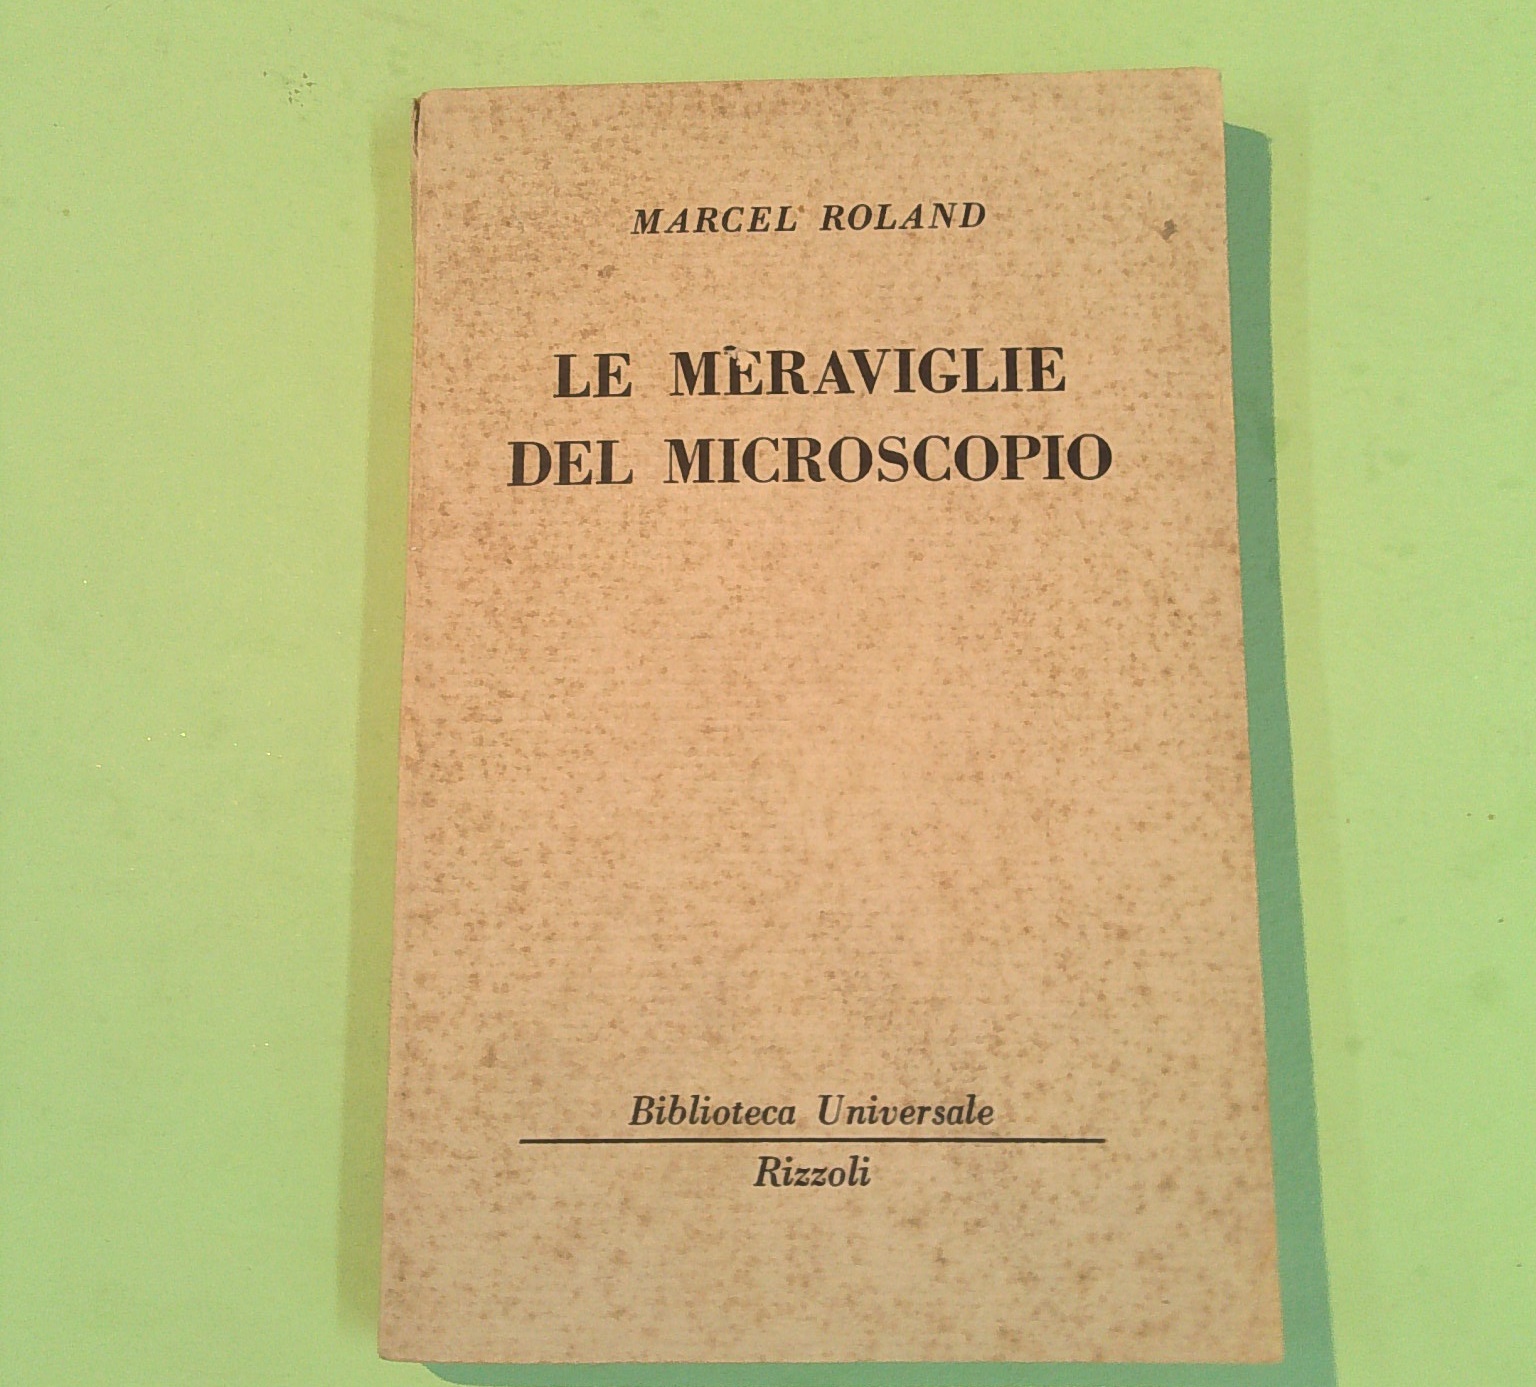 MARCEL ROLAND
LE MERAVIGLIE
DEL MICROSCOPIO
Biblioteca Universale
Rizzoli